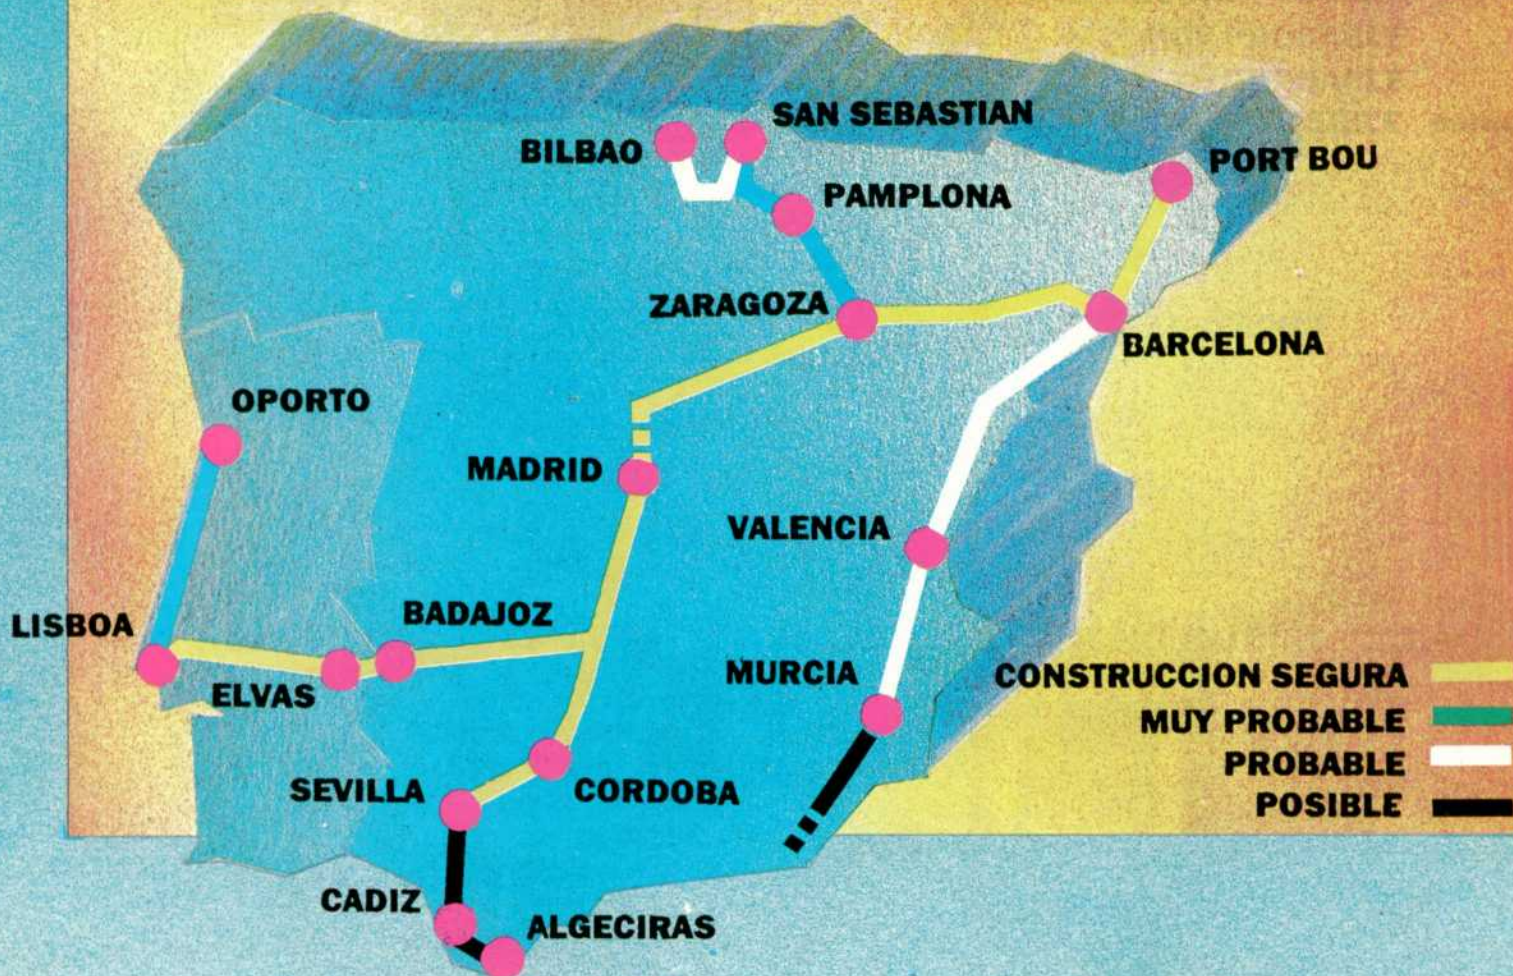 SAN SEBASTIAN
BILBAO
PORT BOU
PAMPLONA
ZARAGOZA
BARCELONA
OPORTO
MADRID
VALENCIA
BADAJOZ
LISBOA
ELVAS
MURCIA
SEVILLA
CORDOBA
CADIZ
ALGECIRAS
CONSTRUCCION SEGURA
MUY PROBABLE
PROBABLE
POSIBLE